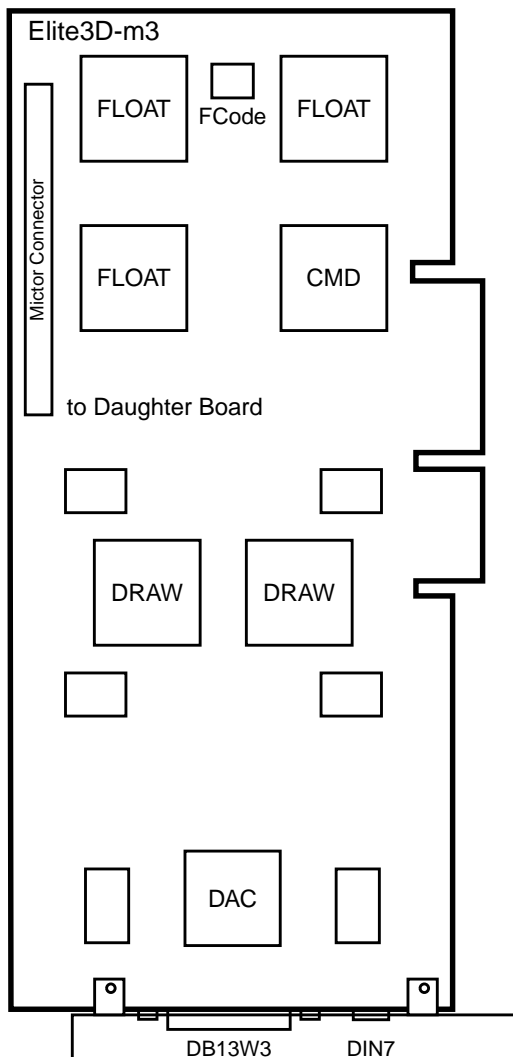 Elite3D-m3
FLOAT
FCode
FLOAT
Mictor Connector
FLOAT
CMD
to Daughter Board
DRAW
DRAW
DAC
DB13W3
DIN7